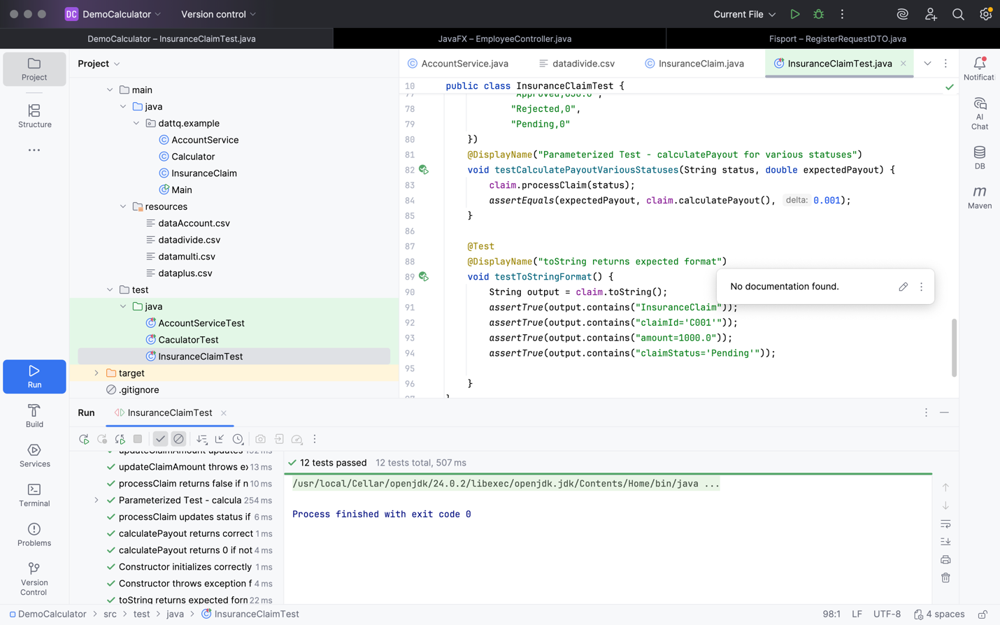 DC DemoCalculator Version control Current File
DemoCalculator – InsuranceClaimTest.java JavaFX – EmployeeController.java Fisport – RegisterRequestDTO.java
Project
Structure
Run
Build
Services
Terminal
Problems
Version
Control
Project
main
java
dattq.example
AccountService
Calculator
InsuranceClaim
Main
resources
dataAccount.csv
datadivide.csv
datamulti.csv
dataplus.csv
test
java
AccountServiceTest
CaculatorTest
InsuranceClaimTest
target
.gitignore
AccountService.java datadivide.csv InsuranceClaim.java InsuranceClaimTest.java
10 public class InsuranceClaimTest {
78 "Rejected,0",
79 "Pending,0"
80 })
81 @DisplayName("Parameterized Test - calculatePayout for various statuses")
82 void testCalculatePayoutVariousStatuses(String status, double expectedPayout) {
83 claim.processClaim(status);
84 assertEquals(expectedPayout, claim.calculatePayout(), delta: 0.001);
85 }
86
87 @Test
88 @DisplayName("toString returns expected format")
89 void testToStringFormat() {
90 String output = claim.toString();
91 assertTrue(output.contains("InsuranceClaim"));
92 assertTrue(output.contains("claimId='C001'"));
93 assertTrue(output.contains("amount=1000.0"));
94 assertTrue(output.contains("claimStatus='Pending'"));
95
96 }
No documentation found.
Notificat
AI
Chat
DB
m
Maven
Run InsuranceClaimTest
updateClaimAmount updates 192 ms
updateClaimAmount throws ex 13 ms
processClaim returns false if n 10 ms
Parameterized Test - calcula 254 ms
processClaim updates status if 6 ms
calculatePayout returns correct 1 ms
calculatePayout returns 0 if not 4 ms
Constructor initializes correctly 1 ms
Constructor throws exception f 4 ms
toString returns expected form 22 ms
12 tests passed 12 tests total, 507 ms
/usr/local/Cellar/openjdk/24.0.2/libexec/openjdk.jdk/Contents/Home/bin/java ...
Process finished with exit code 0
DemoCalculator > src > test > java > InsuranceClaimTest 98:1 LF UTF-8 4 spaces